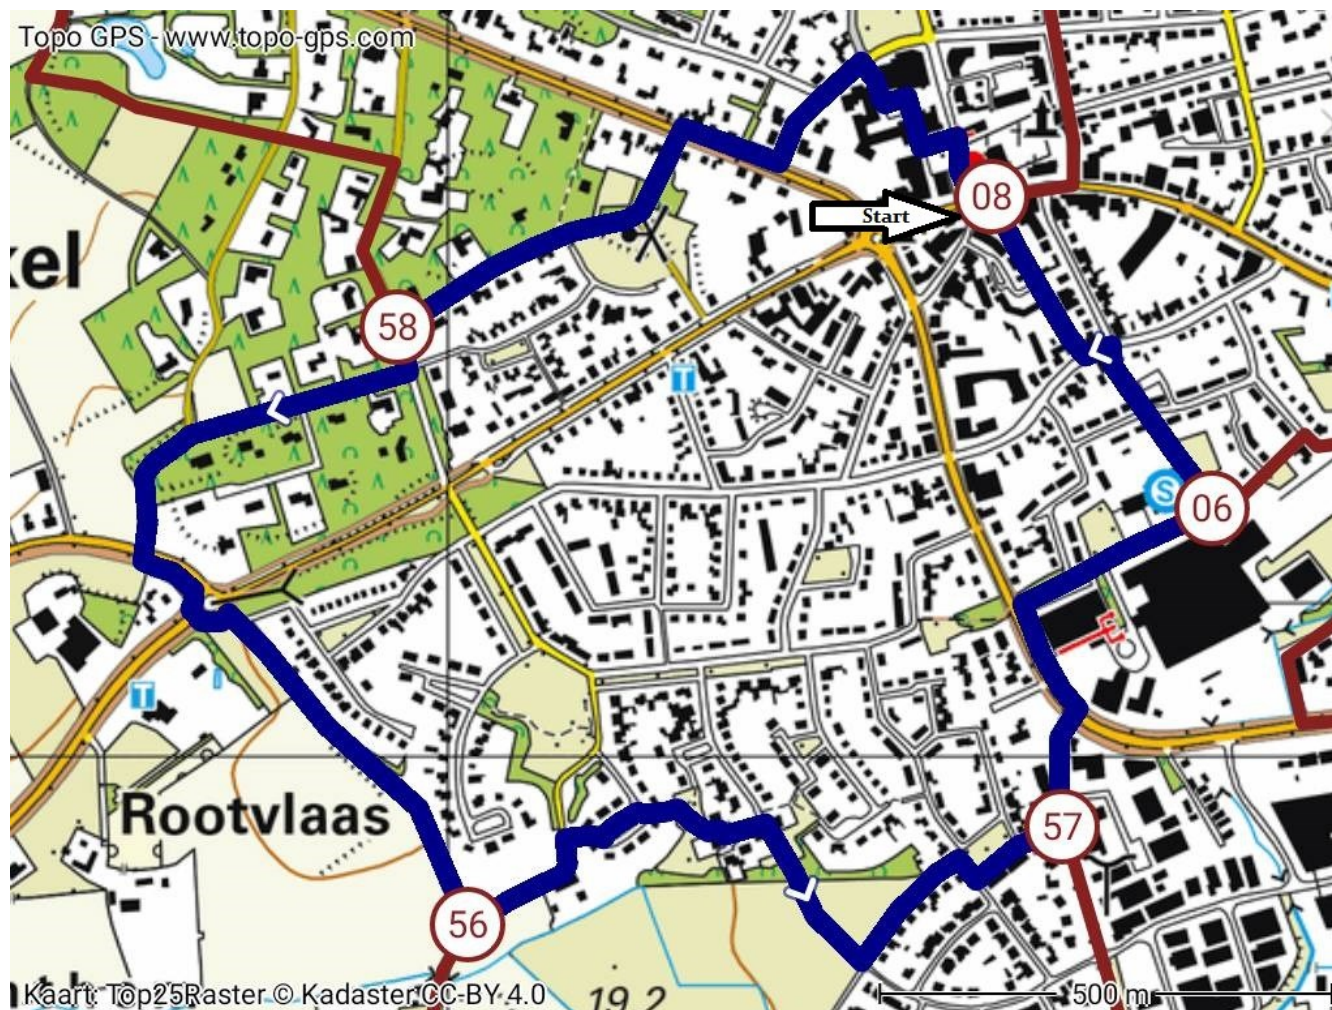 Topo GPS - www.topo-gps.com
08
Start
kel
58
T
S
06
T
Rootvlaas
57
56
19.2
500 m
Kaart: Top25Raster © Kadaster CC-BY 4.0